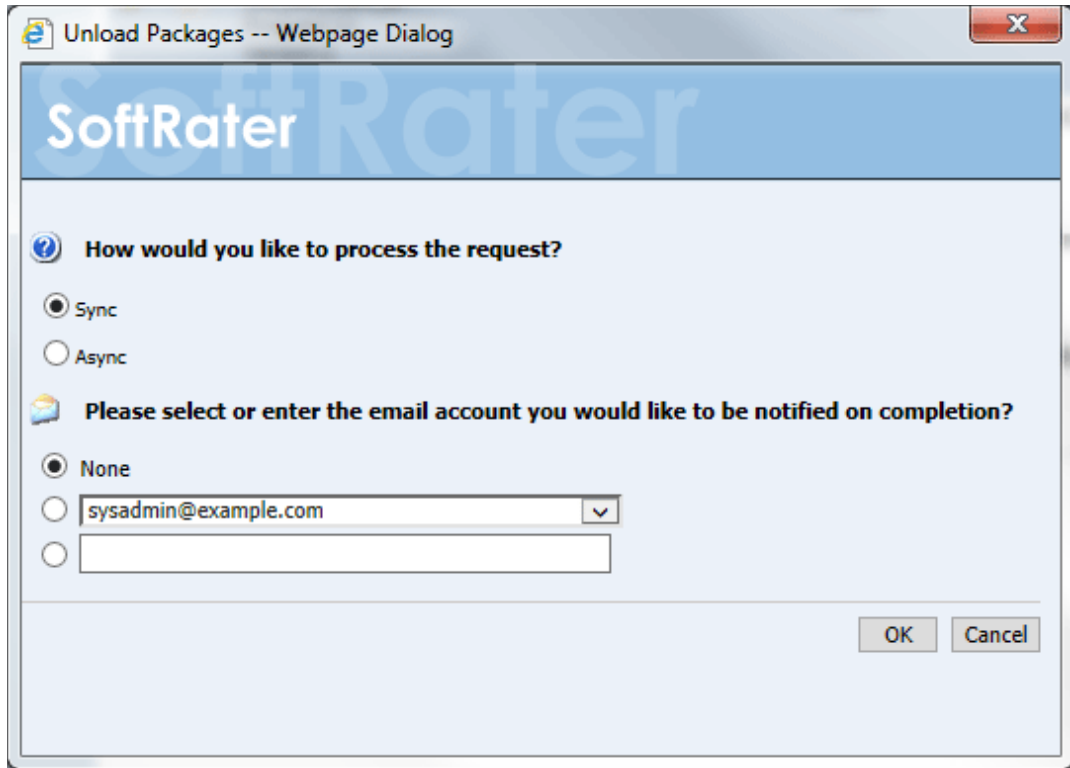 Unload Packages -- Webpage Dialog
SoftRater
SoftRater
How would you like to process the request?
Sync
Async
Please select or enter the email account you would like to be notified on completion?
None
sysadmin@example.com
OK Cancel